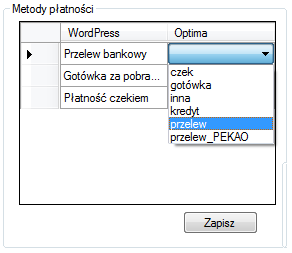 Metody płatności
WordPress Optima
Przelew bankowy
Gotówka za pobra...
Płatność czekiem
czek
gotówka
inna
kredyt
przelew
przelew_PEKAO
Zapisz